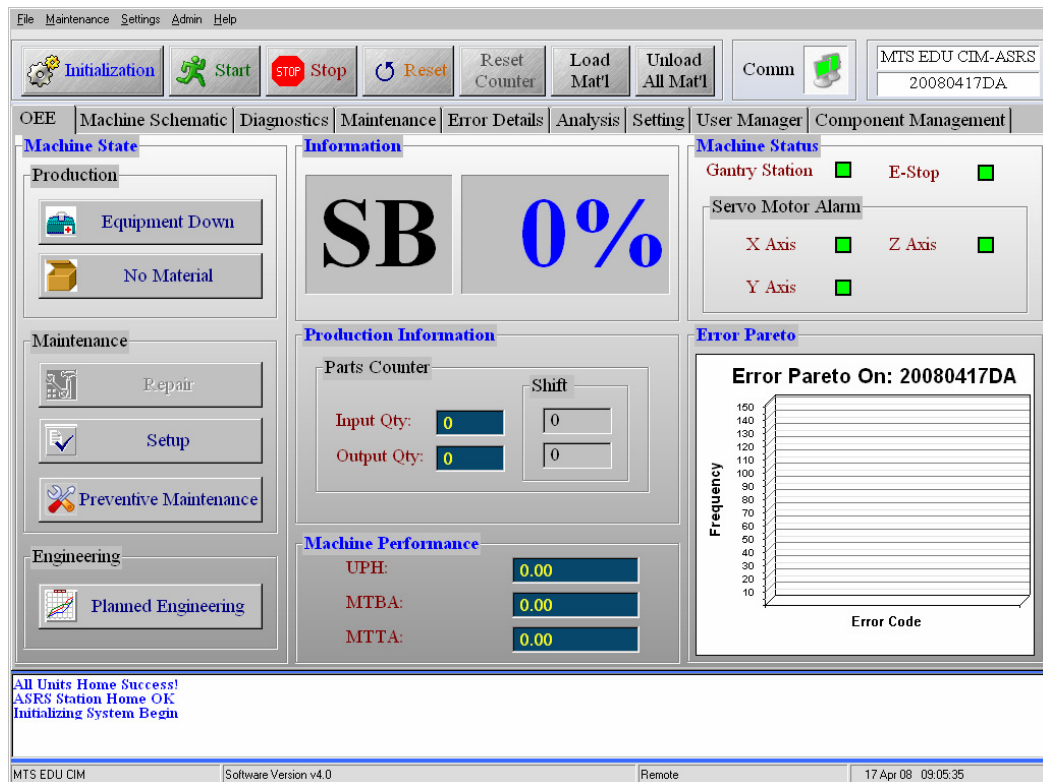 File Maintenance Settings Admin Help
Initialization
Start
STOP Stop
Reset
Reset Counter
Load Mat'l
Unload All Mat'l
Comm
MTS EDU CIM-ASRS
20080417DA
OEE Machine Schematic Diagnostics Maintenance Error Details Analysis Setting User Manager Component Management
Machine State
Production
Equipment Down
No Material
Maintenance
Repair
Setup
Preventive Maintenance
Engineering
Planned Engineering
Information
SB 0%
Production Information
Parts Counter
Shift
Input Qty: 0 0
Output Qty: 0 0
Machine Performance
UPH: 0.00
MTBA: 0.00
MTTA: 0.00
Machine Status
Gantry Station E-Stop
Servo Motor Alarm
X Axis Z Axis
Y Axis
Error Pareto
Error Pareto On: 20080417DA
Frequency
150
140
130
120
110
100
90
80
70
60
50
40
30
20
10
Error Code
All Units Home Success!
ASRS Station Home OK
Initializing System Begin
MTS EDU CIM Software Version v4.0 Remote 17 Apr 08 09:05:35